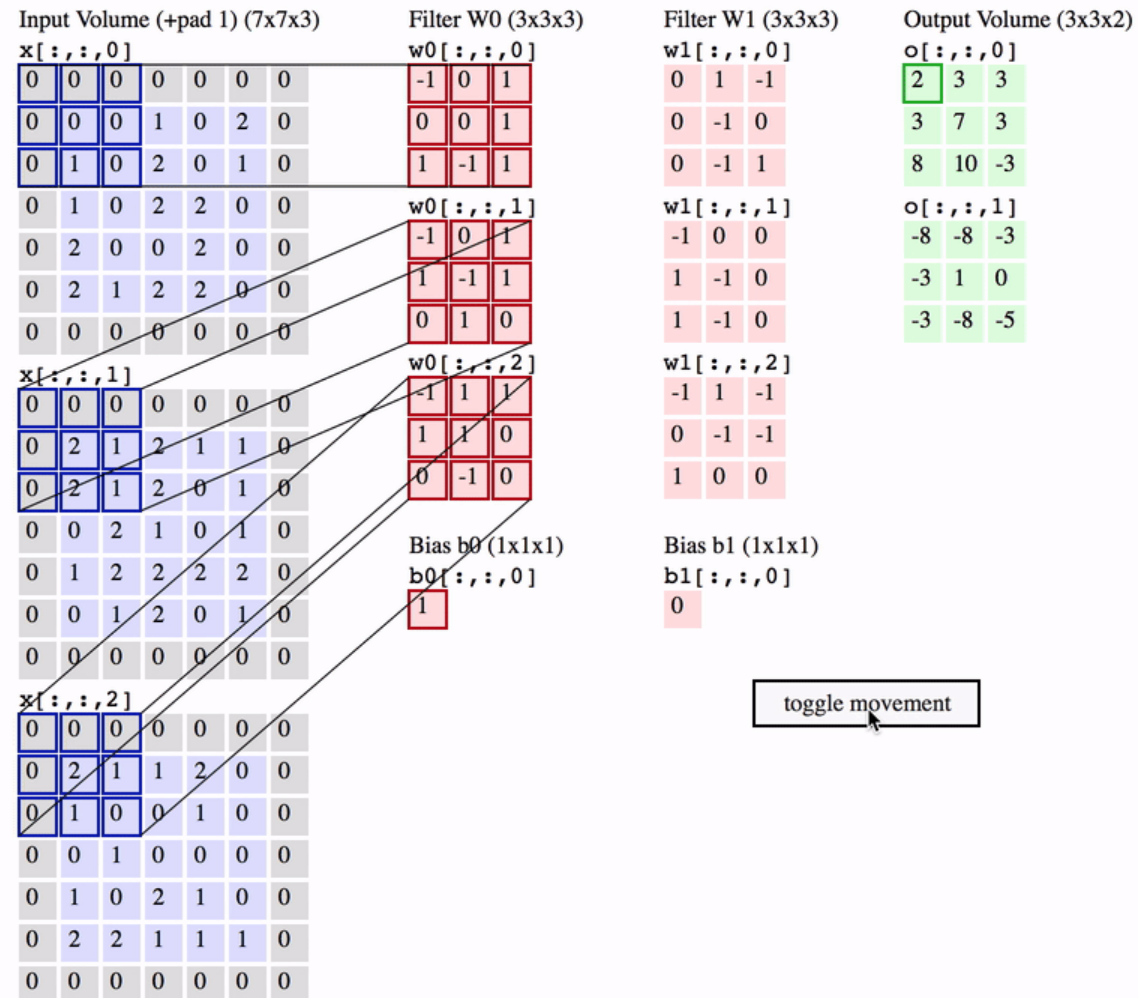 Input Volume (+pad 1) (7x7x3)
x[:,:,0]
0 0 0 0 0 0 0
0 0 0 1 0 2 0
0 1 0 2 0 1 0
0 1 0 2 2 0 0
0 2 0 0 2 0 0
0 2 1 2 2 0 0
0 0 0 0 0 0 0
x[:,:,1]
0 0 0 0 0 0 0
0 2 1 2 1 1 0
0 2 1 2 0 1 0
0 0 2 1 0 1 0
0 1 2 2 2 2 0
0 0 1 2 0 1 0
0 0 0 0 0 0 0
x[:,:,2]
0 0 0 0 0 0 0
0 2 1 1 2 0 0
0 1 0 0 1 0 0
0 0 1 0 0 0 0
0 1 0 2 1 0 0
0 2 2 1 1 1 0
0 0 0 0 0 0 0
Filter W0 (3x3x3)
w0[:,:,0]
-1 0 1
0 0 1
1 -1 1
w0[:,:,1]
-1 0 1
1 -1 1
0 1 0
w0[:,:,2]
-1 1 1
1 1 0
0 -1 0
Bias b0 (1x1x1)
b0[:,:,0]
1
Filter W1 (3x3x3)
w1[:,:,0]
0 1 -1
0 -1 0
0 -1 1
w1[:,:,1]
-1 0 0
1 -1 0
1 -1 0
w1[:,:,2]
-1 1 -1
0 -1 -1
1 0 0
Bias b1 (1x1x1)
b1[:,:,0]
0
Output Volume (3x3x2)
o[:,:,0]
2 3 3
3 7 3
8 10 -3
o[:,:,1]
-8 -8 -3
-3 1 0
-3 -8 -5
toggle movement